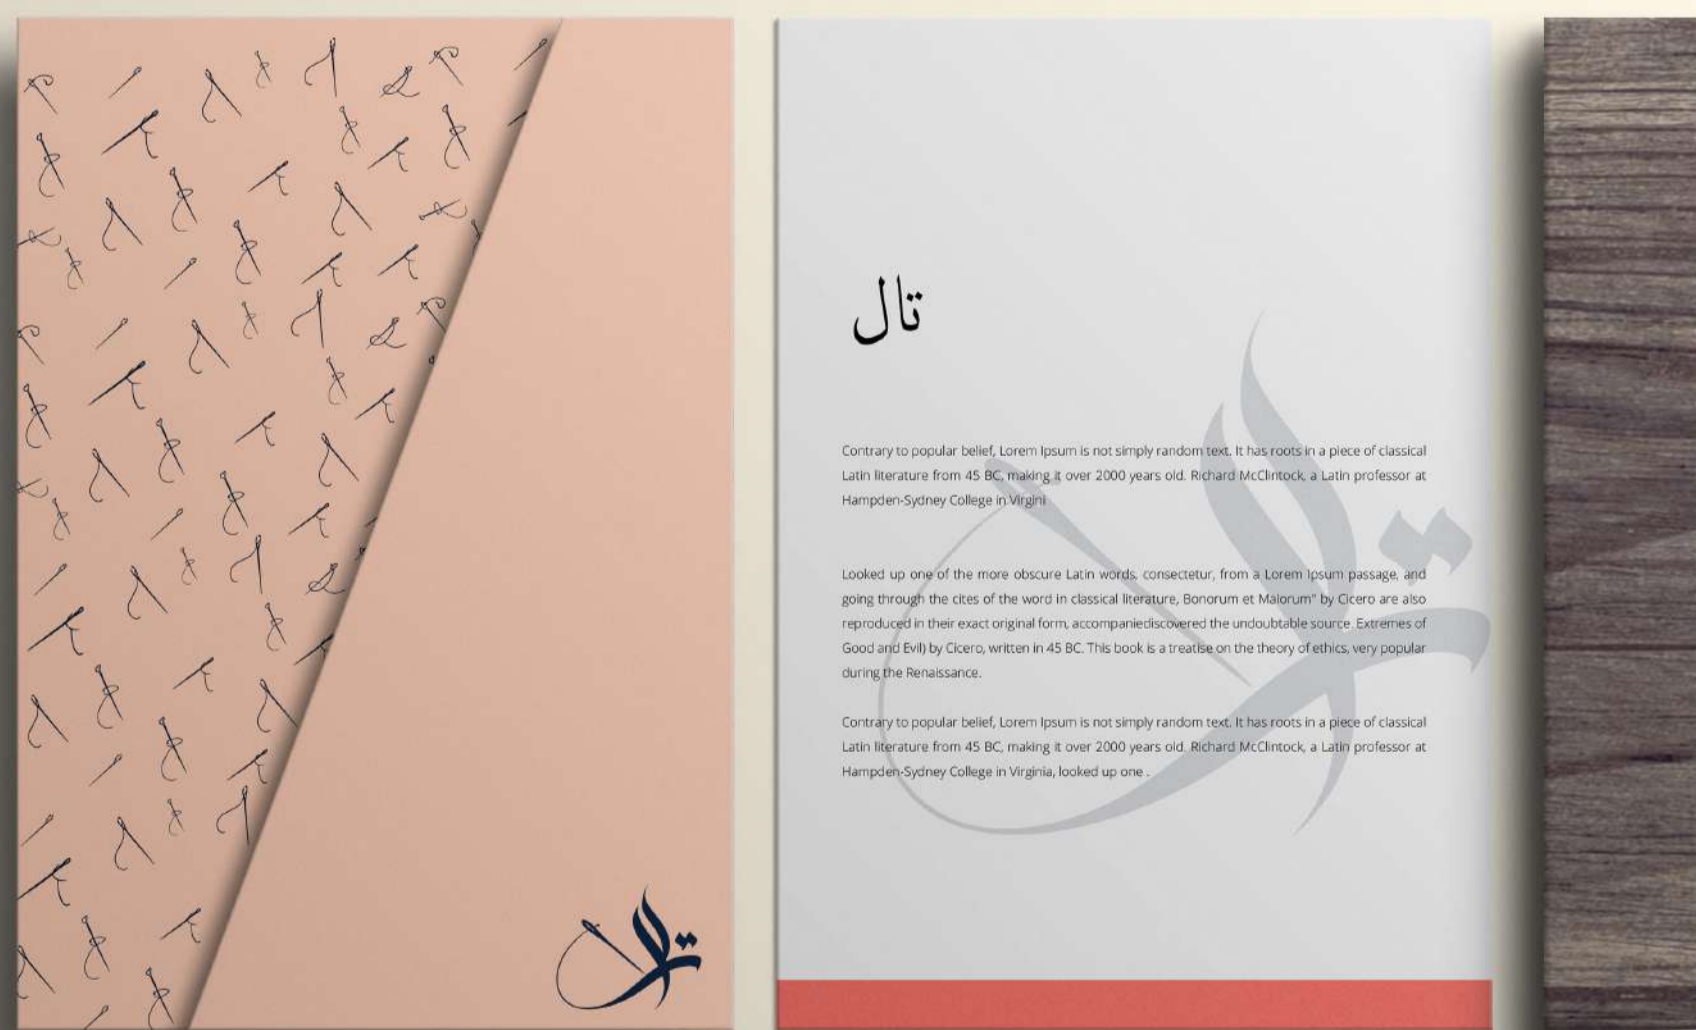 تال
Contrary to popular belief, Lorem Ipsum is not simply random text. It has roots in a piece of classical
Latin literature from 45 BC, making it over 2000 years old. Richard McClintock, a Latin professor at
Hampden-Sydney College in Virgini
Looked up one of the more obscure Latin words, consectetur, from a Lorem Ipsum passage, and
going through the cites of the word in classical literature, Bonorum et Malorum" by Cicero are also
reproduced in their exact original form, accompaniediscovered the undoubtable source. Extremes of
Good and Evil) by Cicero, written in 45 BC. This book is a treatise on the theory of ethics, very popular
during the Renaissance.
Contrary to popular belief, Lorem Ipsum is not simply random text. It has roots in a piece of classical
Latin literature from 45 BC, making it over 2000 years old. Richard McClintock, a Latin professor at
Hampden-Sydney College in Virginia, looked up one .